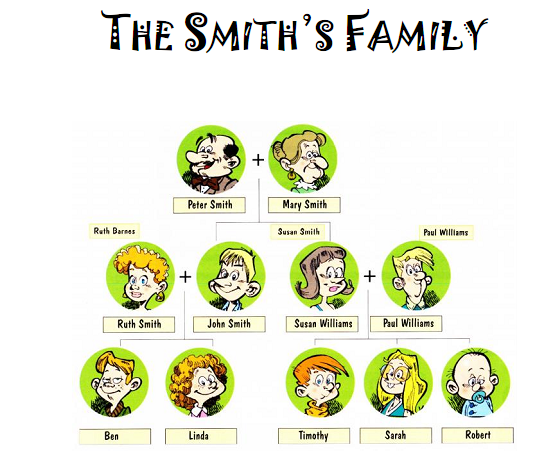 THE SMITH'S FAMILY
Peter Smith
Mary Smith
Ruth Barnes
Susan Smith
Paul Williams
Ruth Smith
John Smith
Susan Williams
Paul Williams
Ben
Linda
Timothy
Sarah
Robert